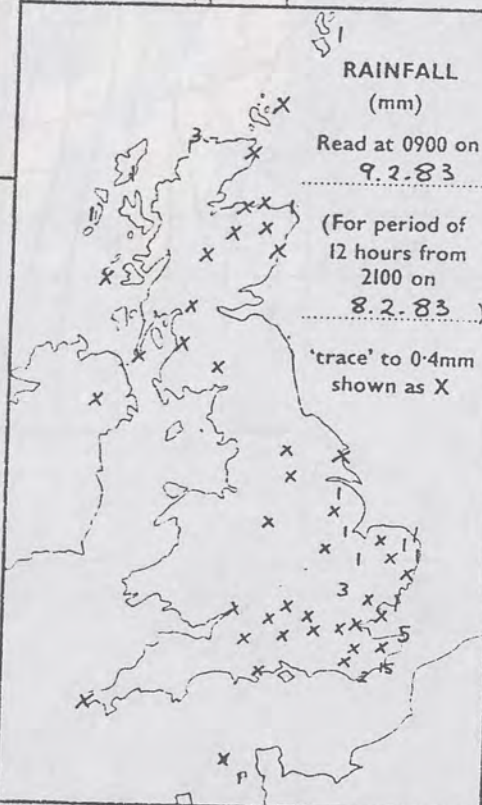 RAINFALL
(mm)
Read at 0900 on
9.2.83
(For period of
12 hours from
2100 on
8.2.83 )
'trace' to 0·4mm
shown as X
1
X
3
X
X X
X X
X X
X
X
X
X
X
X
X X
X
1
X
X
1 X 1
X 1 X
X
3 X
X X
X X X X X 5
X X X X
X X 5
X 2
X
X